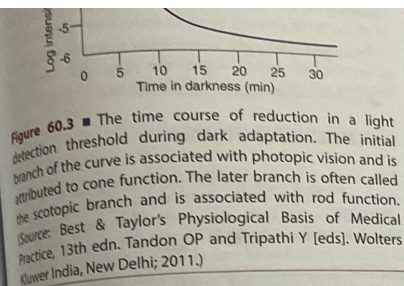 Log intensi
-5
-6
0 5 10 15 20 25 30
Time in darkness (min)
Figure 60.3 ■ The time course of reduction in a light
detection threshold during dark adaptation. The initial
branch of the curve is associated with photopic vision and is
attributed to cone function. The later branch is often called
the scotopic branch and is associated with rod function.
(Source: Best & Taylor's Physiological Basis of Medical
Practice, 13th edn. Tandon OP and Tripathi Y [eds]. Wolters
Kluwer India, New Delhi; 2011.)